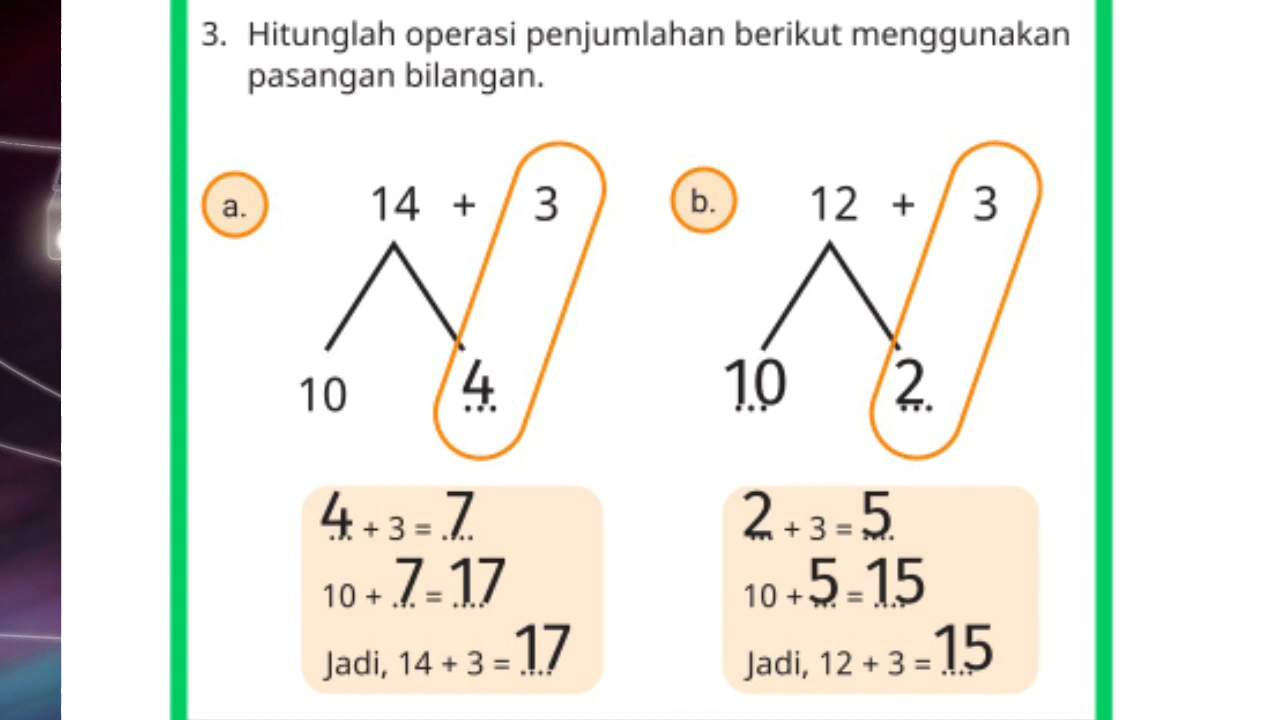 3. Hitunglah operasi penjumlahan berikut menggunakan
pasangan bilangan.
a.
14 + 3
10 4
4 + 3 = 7
10 + 7 = 17
Jadi, 14 + 3 = 17
b.
12 + 3
10 2
2 + 3 = 5
10 + 5 = 15
Jadi, 12 + 3 = 15